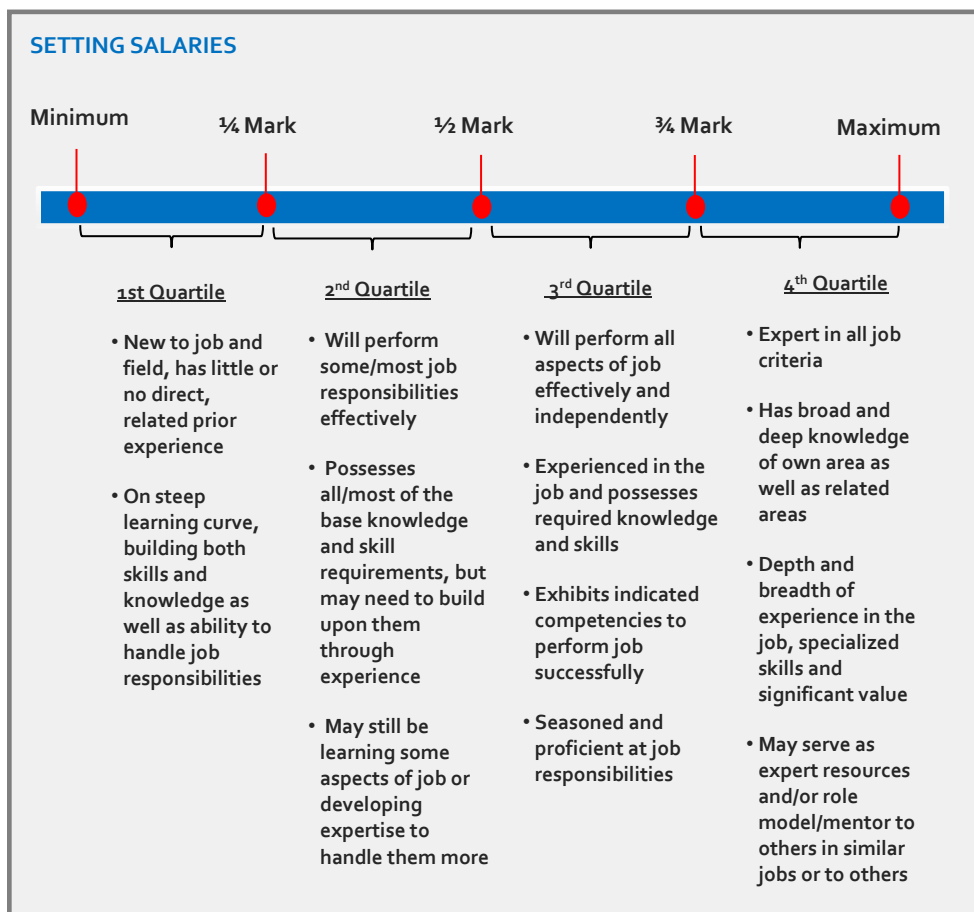 SETTING SALARIES
Minimum
¼ Mark
½ Mark
¾ Mark
Maximum
1st Quartile
• New to job and
field, has little or
no direct,
related prior
experience
• On steep
learning curve,
building both
skills and
knowledge as
well as ability to
handle job
responsibilities
2nd Quartile
• Will perform
some/most job
responsibilities
effectively
• Possesses
all/most of the
base knowledge
and skill
requirements, but
may need to build
upon them
through
experience
• May still be
learning some
aspects of job or
developing
expertise to
handle them more
3rd Quartile
• Will perform all
aspects of job
effectively and
independently
• Experienced in the
job and possesses
required knowledge
and skills
• Exhibits indicated
competencies to
perform job
successfully
• Seasoned and
proficient at job
responsibilities
4th Quartile
• Expert in all job
criteria
• Has broad and
deep knowledge
of own area as
well as related
areas
• Depth and
breadth of
experience in the
job, specialized
skills and
significant value
• May serve as
expert resources
and/or role
model/mentor to
others in similar
jobs or to others